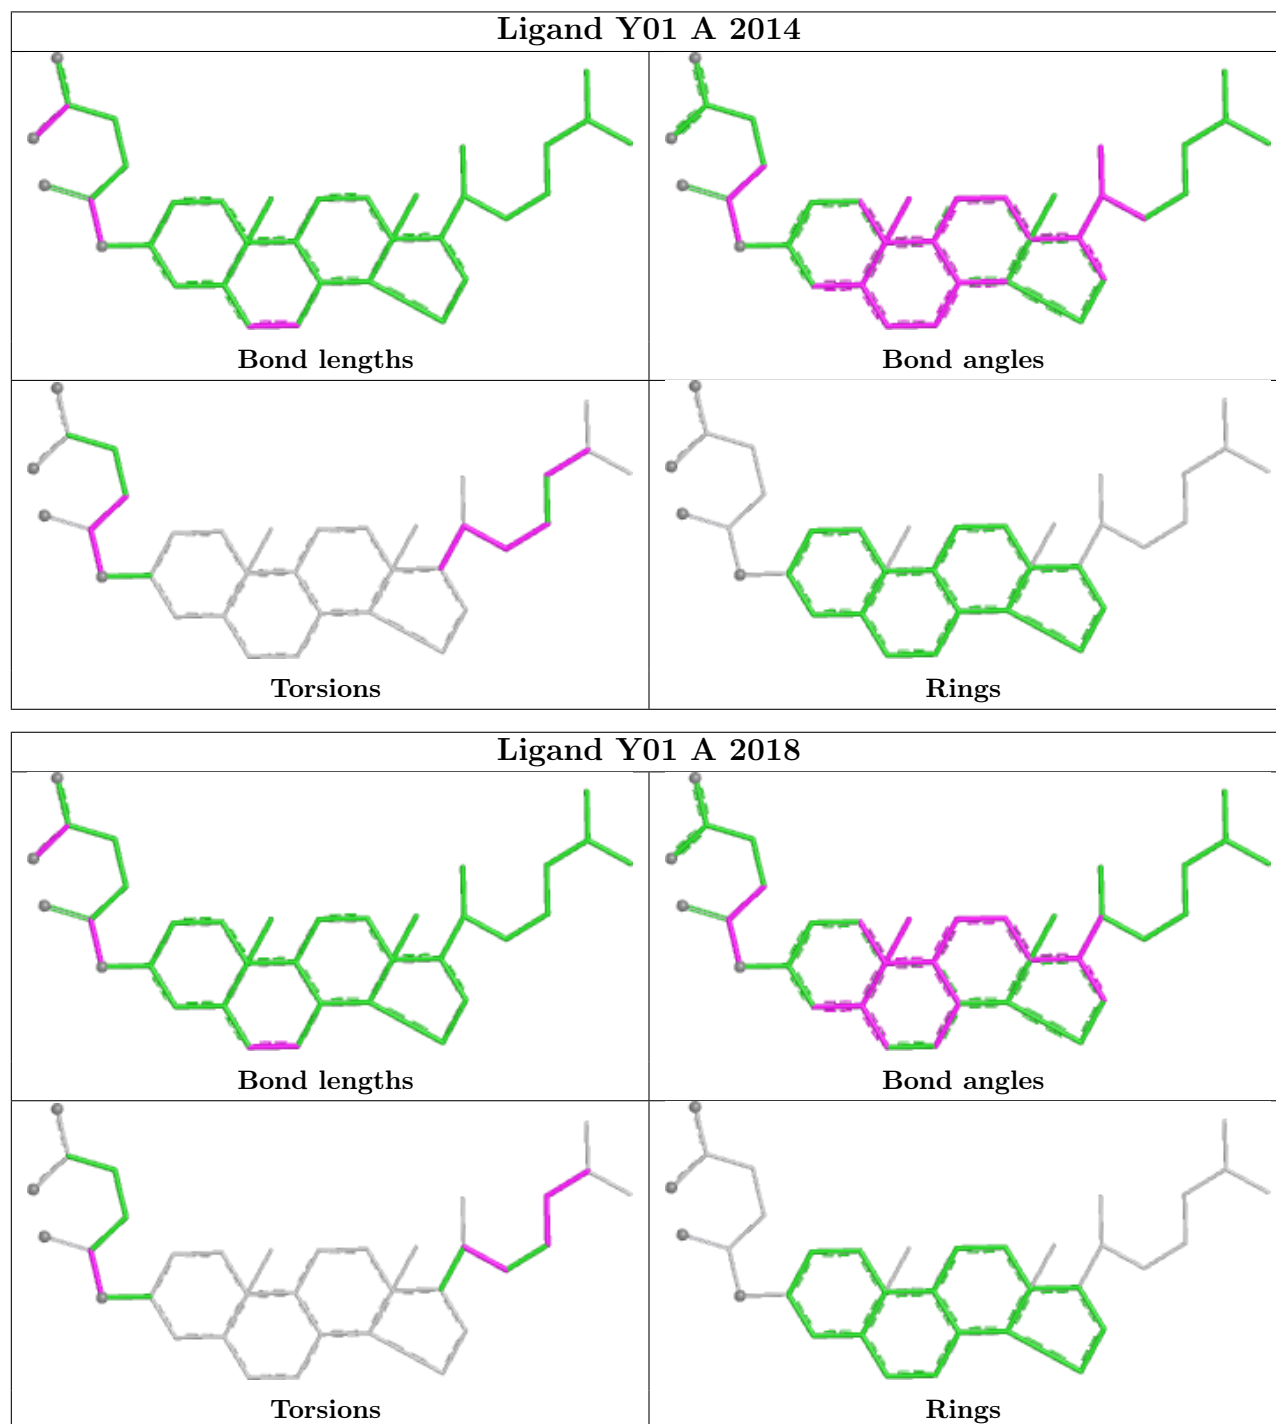 Ligand Y01 A 2014
Bond lengths
Bond angles
Torsions
Rings
Ligand Y01 A 2018
Bond lengths
Bond angles
Torsions
Rings